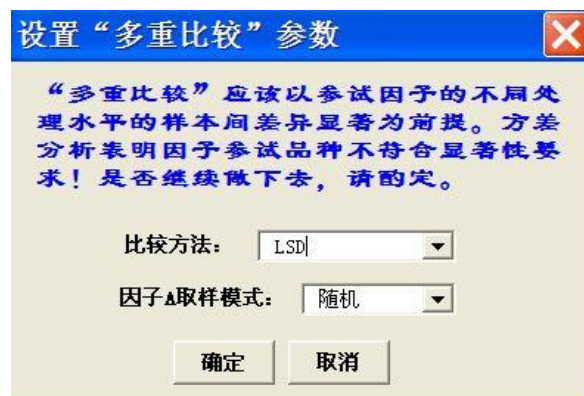 设置“多重比较”参数
“多重比较”应该以参试因子的不同处
理水平的样本间差异显著为前提。方差
分析表明因子参试品种不符合显著性要
求！是否继续做下去，请酌定。
比较方法： LSD
因子A取样模式： 随机
确定 取消